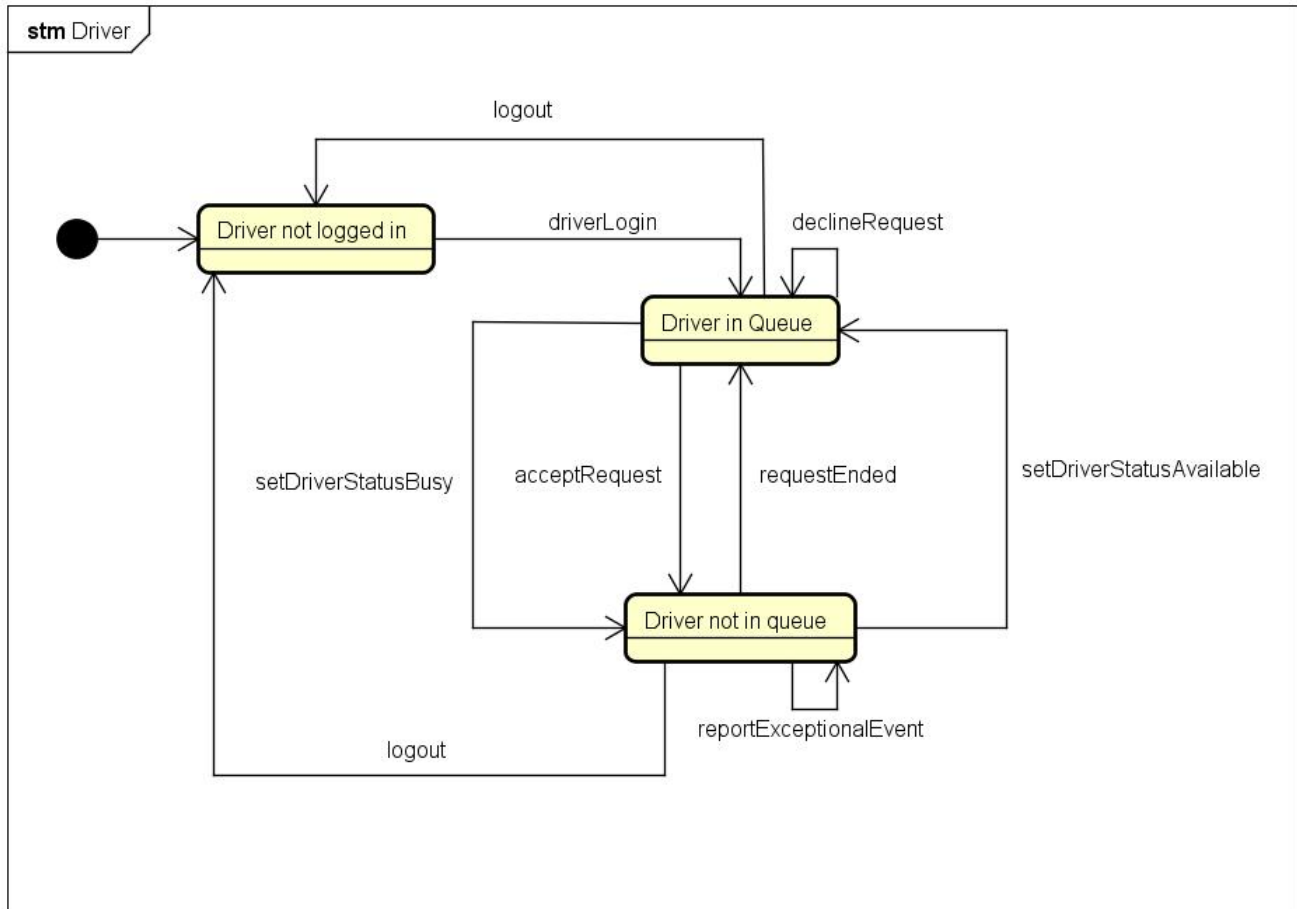 stm Driver
logout
Driver not logged in
driverLogin
declineRequest
Driver in Queue
setDriverStatusBusy
acceptRequest
requestEnded
setDriverStatusAvailable
Driver not in queue
reportExceptionalEvent
logout